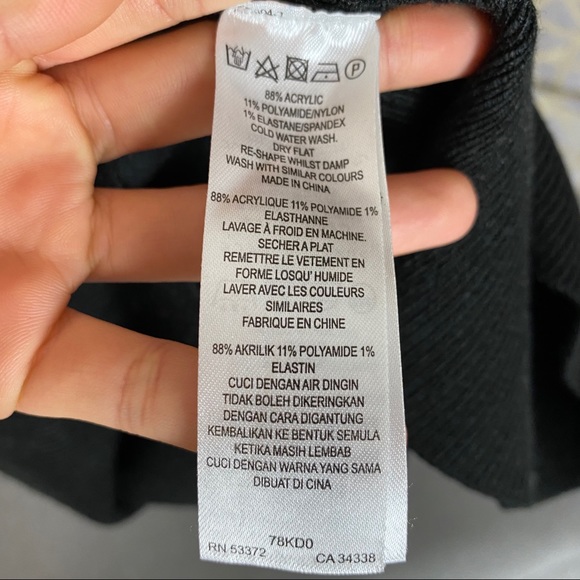 P
88% ACRYLIC
11% POLYAMIDE/NYLON
1% ELASTANE/SPANDEX
COLD WATER WASH.
DRY FLAT
RE-SHAPE WHILST DAMP
WASH WITH SIMILAR COLOURS
MADE IN CHINA
88% ACRYLIQUE 11% POLYAMIDE 1%
ELASTHANNE
LAVAGE À FROID EN MACHINE.
SECHER A PLAT
REMETTRE LE VETEMENT EN
FORME LOSQU' HUMIDE
LAVER AVEC LES COULEURS
SIMILAIRES
FABRIQUE EN CHINE
88% AKRILIK 11% POLYAMIDE 1%
ELASTIN
CUCI DENGAN AIR DINGIN
TIDAK BOLEH DIKERINGKAN
DENGAN CARA DIGANTUNG
KEMBALIKAN KE BENTUK SEMULA
KETIKA MASIH LEMBAB
CUCI DENGAN WARNA YANG SAMA
DIBUAT DI CINA
78KD0
RN 53372 CA 34338